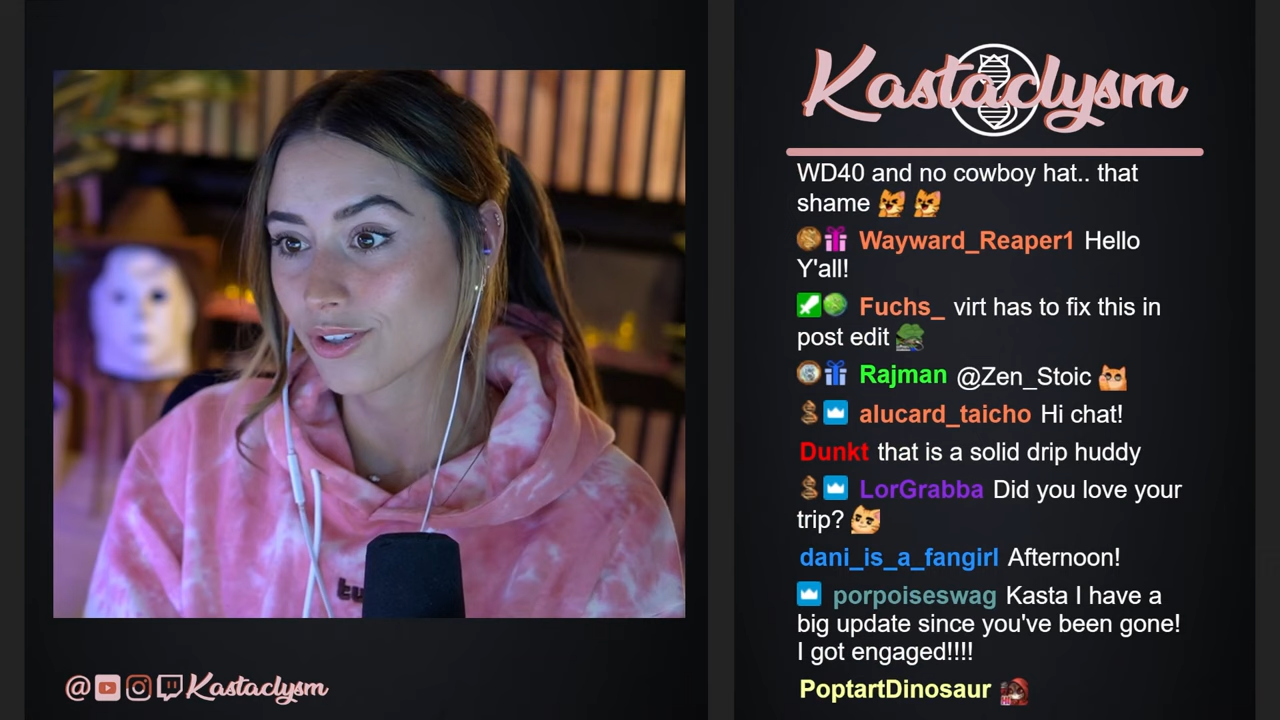 Kastaclysm
WD40 and no cowboy hat.. that
shame
Wayward_Reaper1 Hello
Y'all!
Fuchs_ virt has to fix this in
post edit
Rajman @Zen_Stoic
alucard_taicho Hi chat!
Dunkt that is a solid drip huddy
LorGrabba Did you love your
trip?
dani_is_a_fangirl Afternoon!
porpoiseswag Kasta I have a
big update since you've been gone!
I got engaged!!!!
PoptartDinosaur
@ Kastaclysm